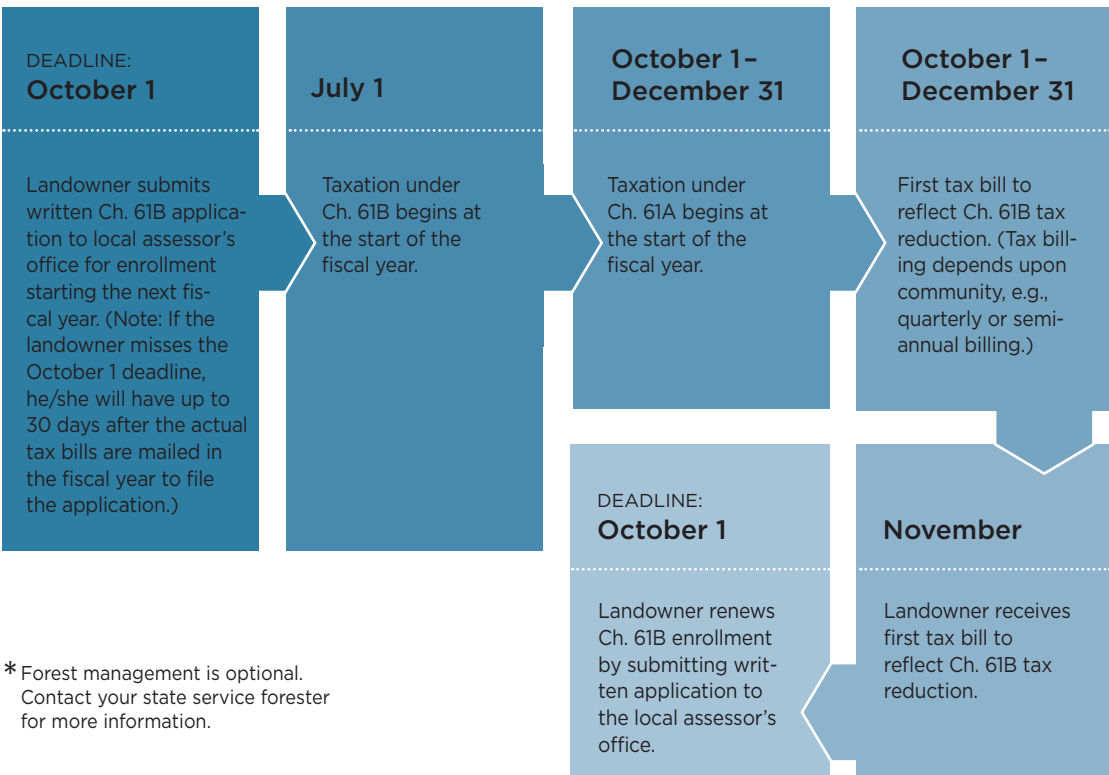 DEADLINE:
October 1
Landowner submits
written Ch. 61B applica-
tion to local assessor's
office for enrollment
starting the next fis-
cal year. (Note: If the
landowner misses the
October 1 deadline,
he/she will have up to
30 days after the actual
tax bills are mailed in
the fiscal year to file
the application.)
July 1
Taxation under
Ch. 61B begins at
the start of the
fiscal year.
October 1–
December 31
Taxation under
Ch. 61A begins at
the start of the
fiscal year.
October 1–
December 31
First tax bill to
reflect Ch. 61B tax
reduction. (Tax bill-
ing depends upon
community, e.g.,
quarterly or semi-
annual billing.)
November
Landowner receives
first tax bill to
reflect Ch. 61B tax
reduction.
DEADLINE:
October 1
Landowner renews
Ch. 61B enrollment
by submitting writ-
ten application to
the local assessor's
office.
* Forest management is optional.
Contact your state service forester
for more information.